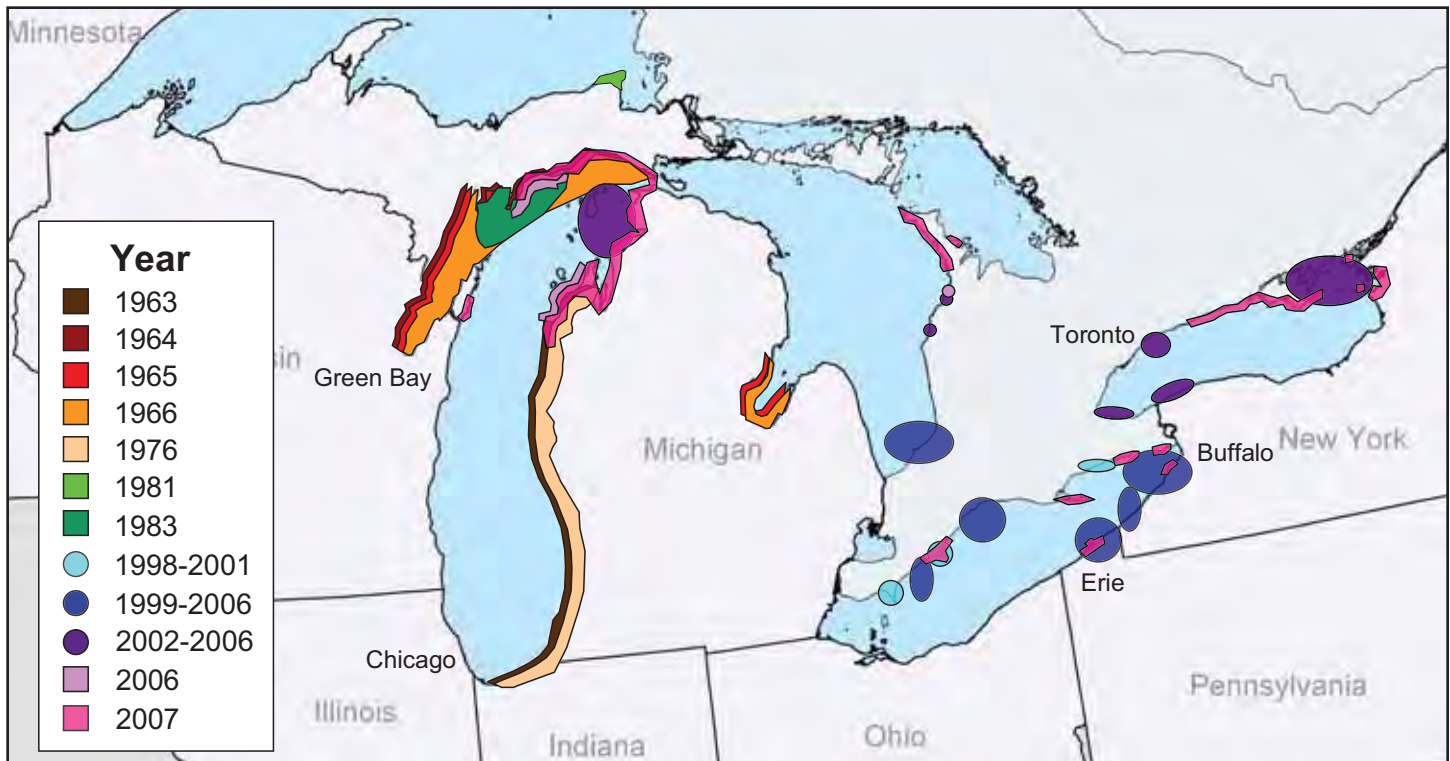 Minnesota
sin
Green Bay
Toronto
Michigan
Buffalo
New York
Erie
Chicago
Illinois
Indiana
Ohio
Pennsylvania
Year
1963
1964
1965
1966
1976
1981
1983
1998-2001
1999-2006
2002-2006
2006
2007